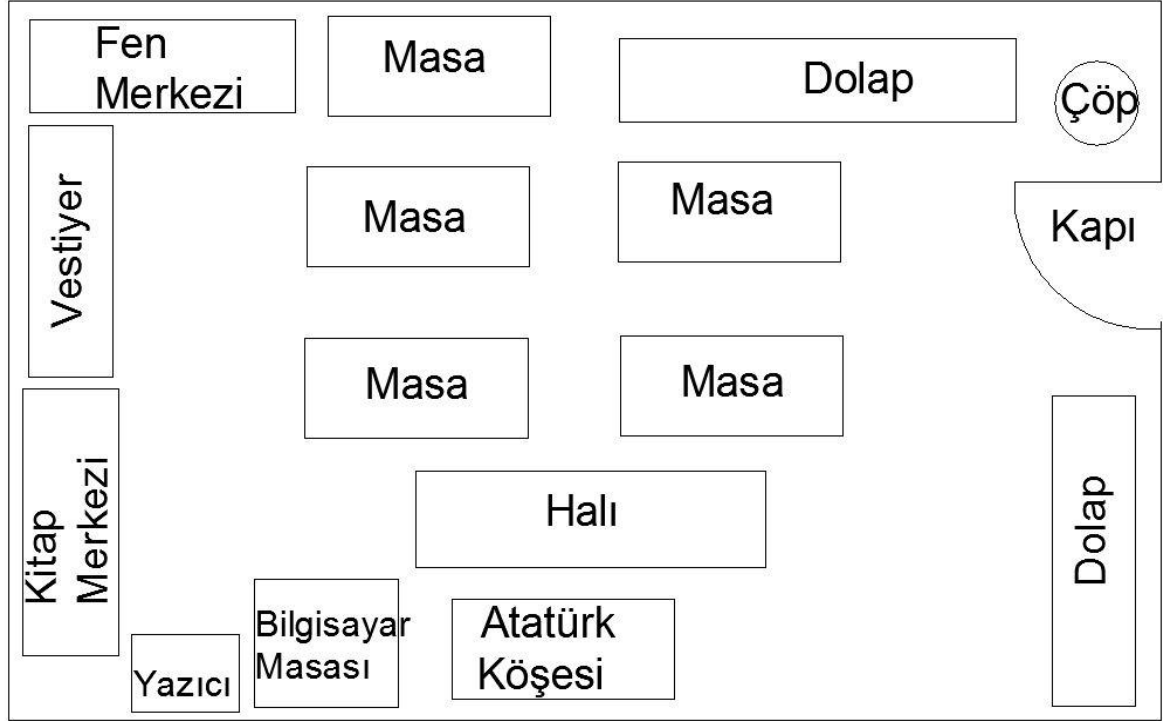 Fen
Merkezi
Masa
Dolap
Çöp
Vestiyer
Masa
Masa
Kapı
Masa
Masa
Kitap
Merkezi
Halı
Dolap
Bilgisayar
Masası
Atatürk
Köşesi
Yazıcı